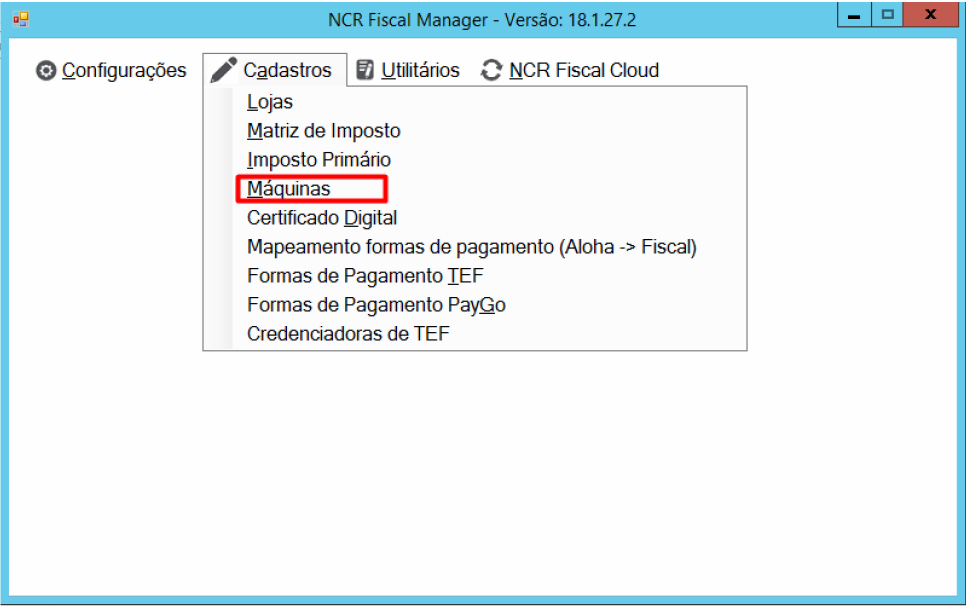 NCR Fiscal Manager - Versão: 18.1.27.2
Configurações Cadastros Utilitários NCR Fiscal Cloud
Lojas
Matriz de Imposto
Imposto Primário
Máquinas
Certificado Digital
Mapeamento formas de pagamento (Aloha -> Fiscal)
Formas de Pagamento TEF
Formas de Pagamento PayGo
Credenciadoras de TEF